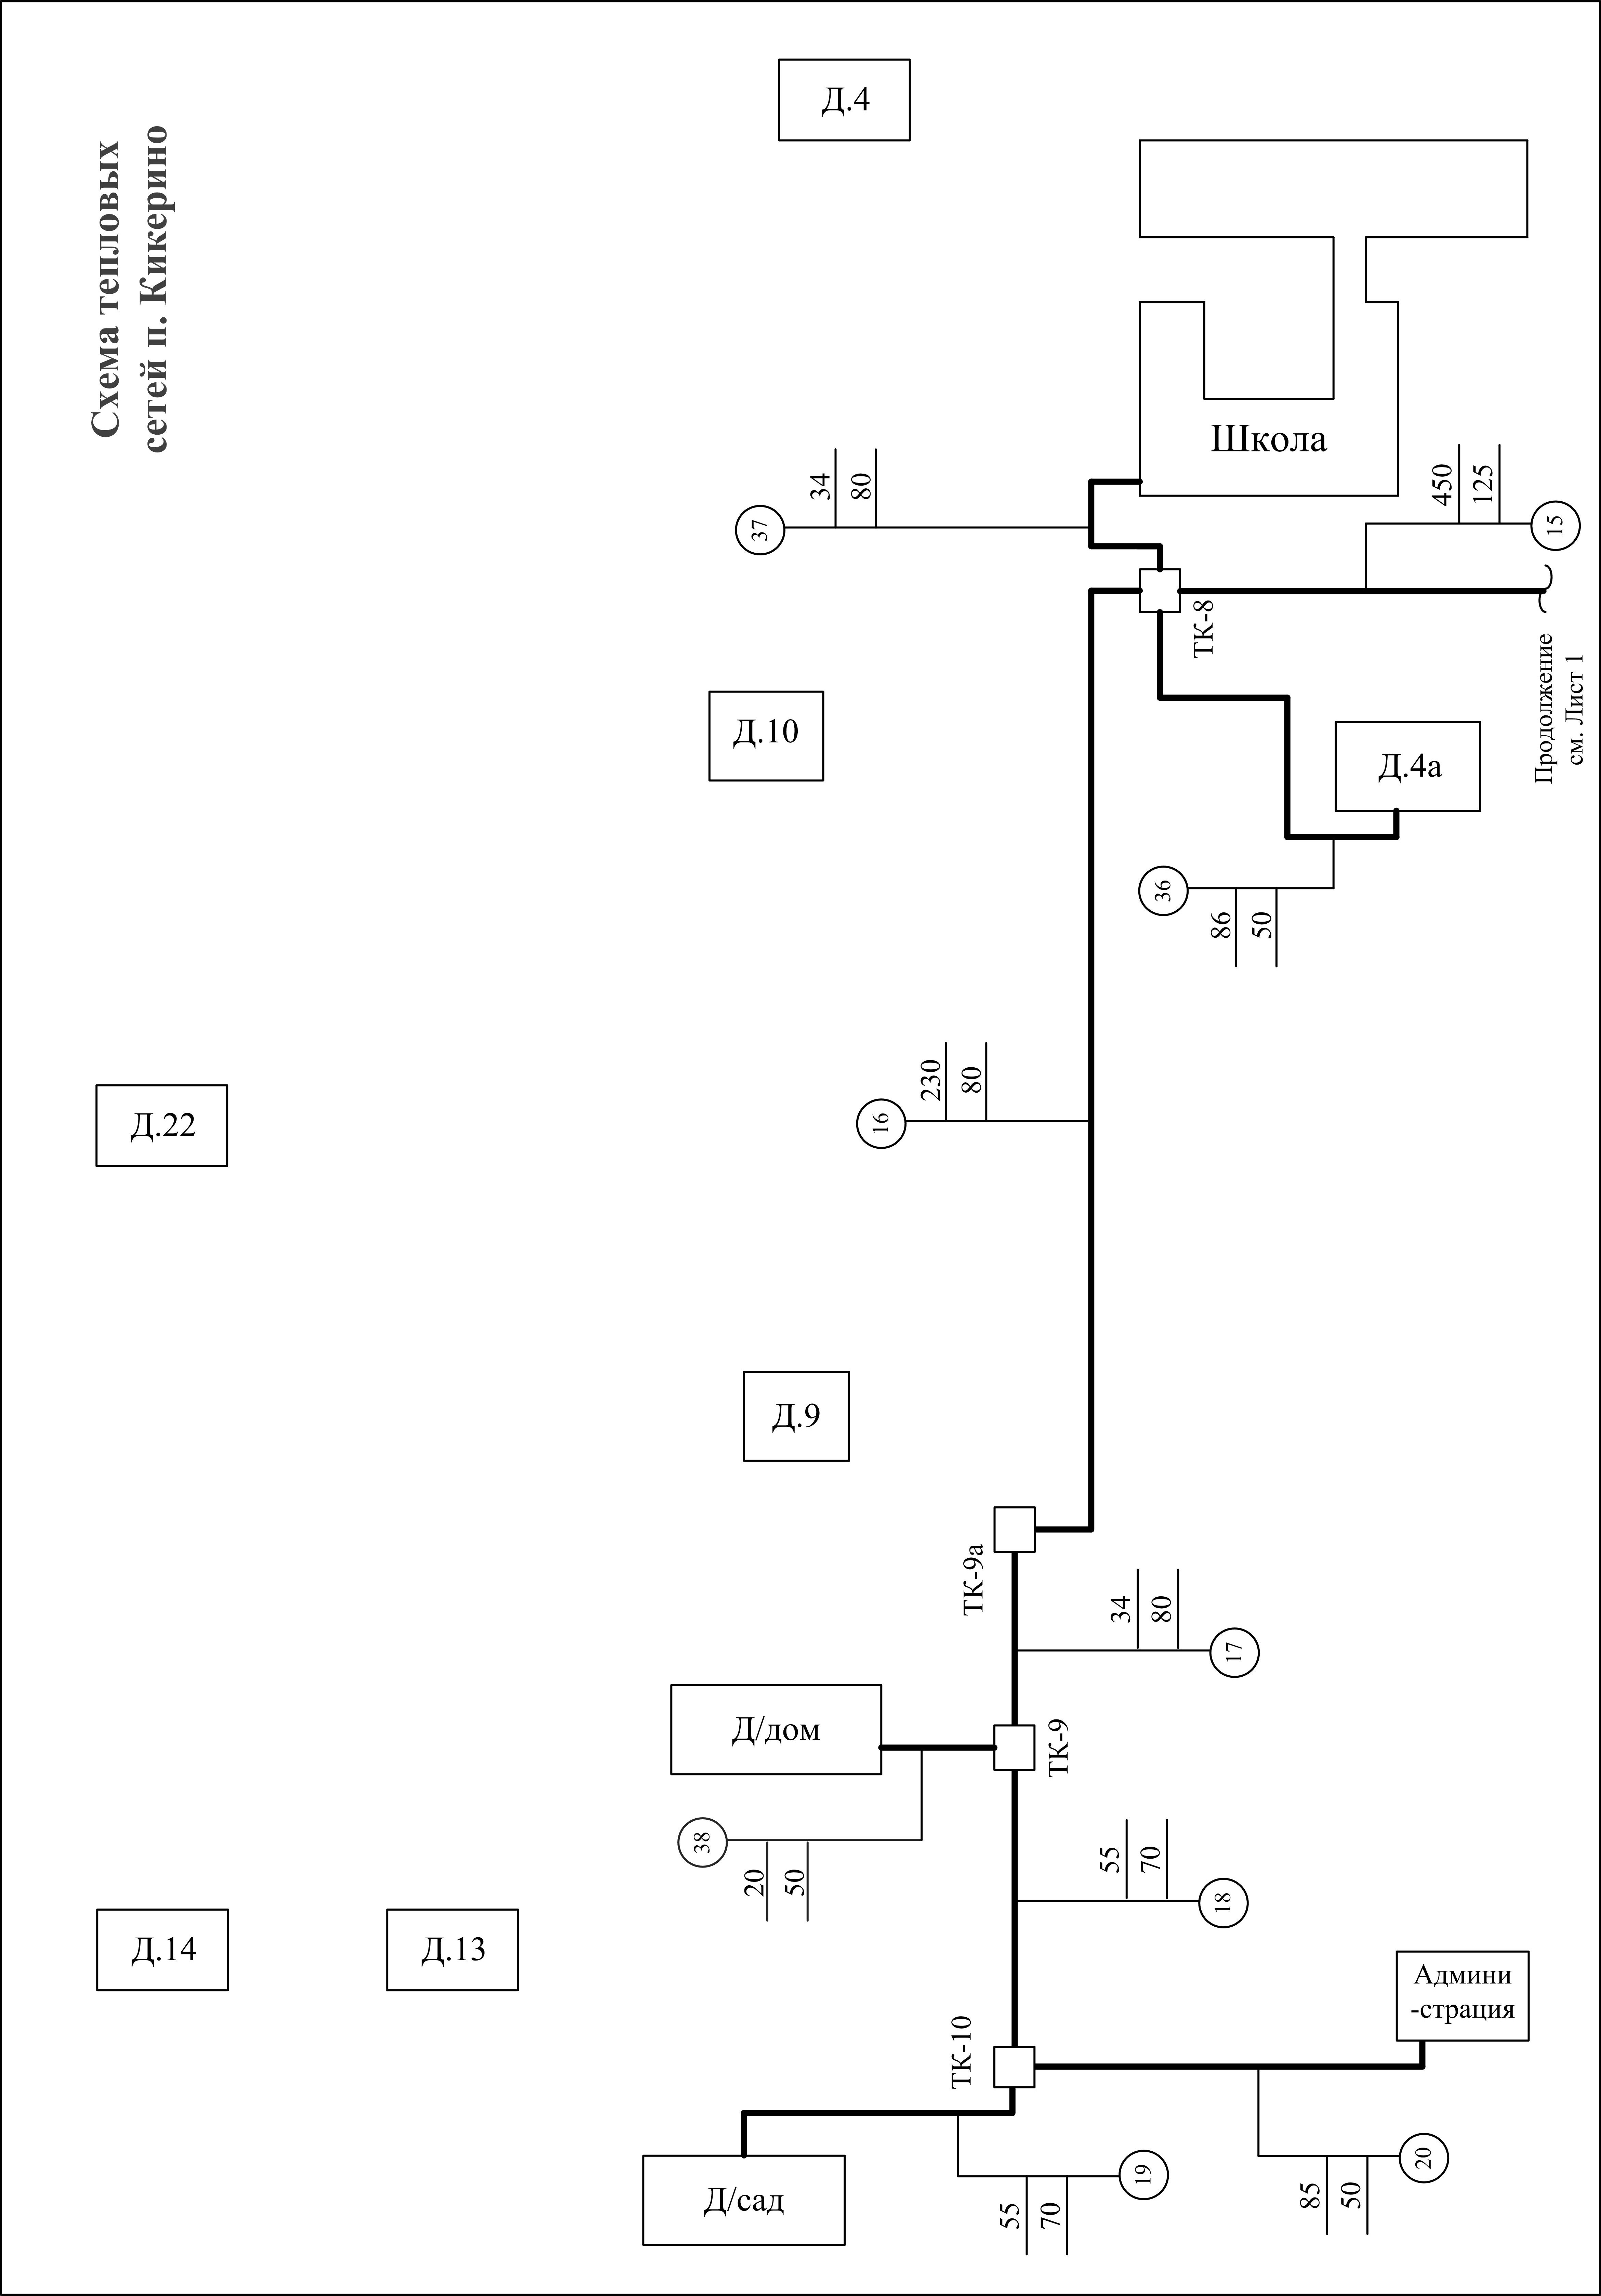 Схема тепловых
сетей п. Кикерино
Д.4
Школа
34
80
37
450
125
15
ТК-8
Продолжение
см. Лист 1
Д.10
Д.4а
36
86
50
230
80
16
Д.22
Д.9
ТК-9а
34
80
17
Д/дом
ТК-9
38
20
50
55
70
18
Д.14
Д.13
Админи
-страция
ТК-10
Д/сад
19
55
70
20
85
50